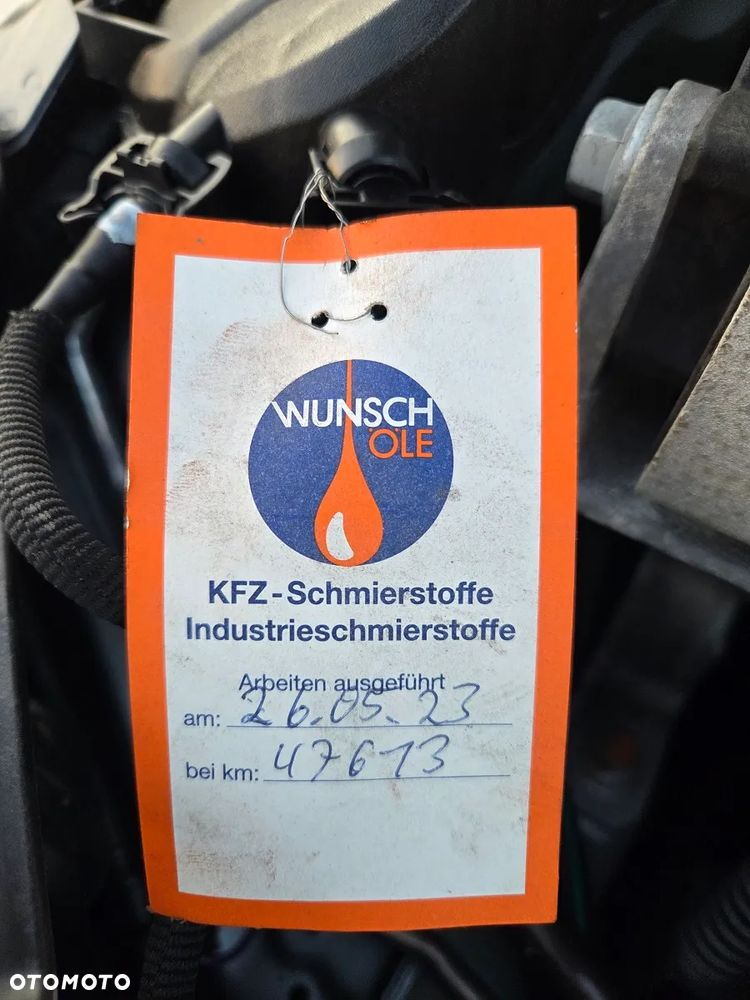 WUNSCH
ÖLE
KFZ-Schmierstoffe
Industrieschmierstoffe
Arbeiten ausgeführt
am: 26.05.23
bei km: 47613
OTOMOTO